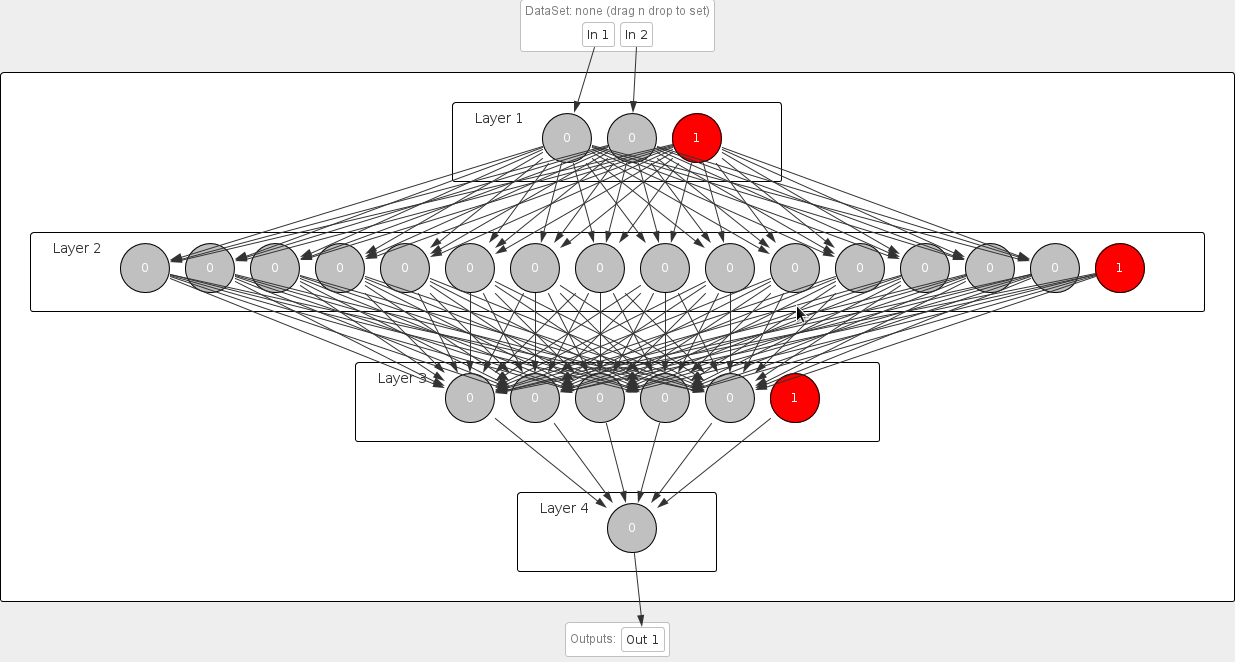 DataSet: none (drag n drop to set)
In 1 In 2
Layer 1
0 0 1
Layer 2
0 0 0 0 0 0 0 0 0 0 0 0 0 0 0 1
Layer 3
0 0 0 0 0 1
Layer 4
0
Outputs: Out 1